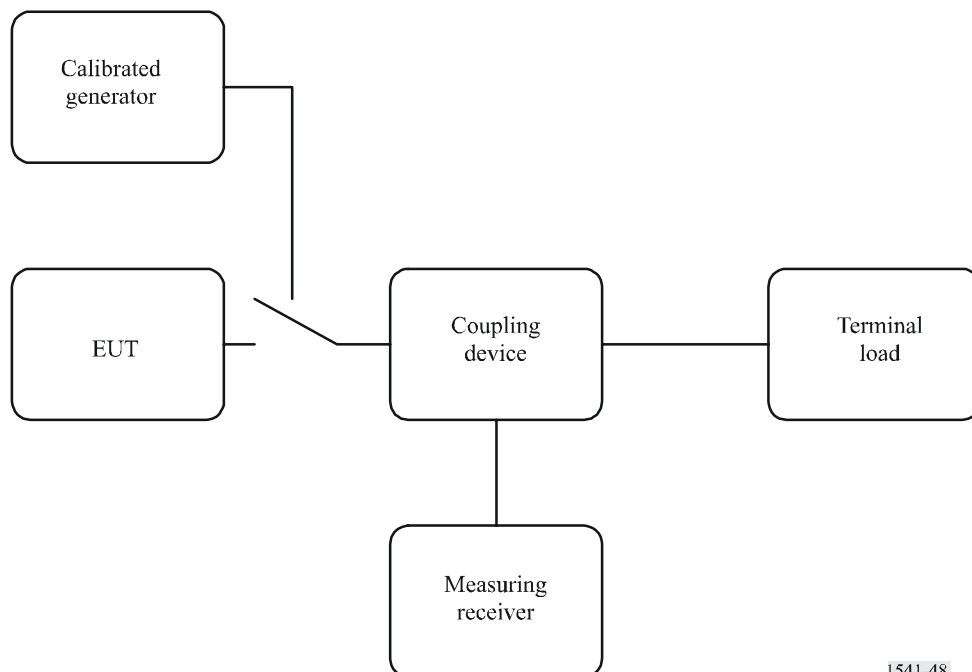 Calibrated
generator
EUT
Coupling
device
Terminal
load
Measuring
receiver
1541-48